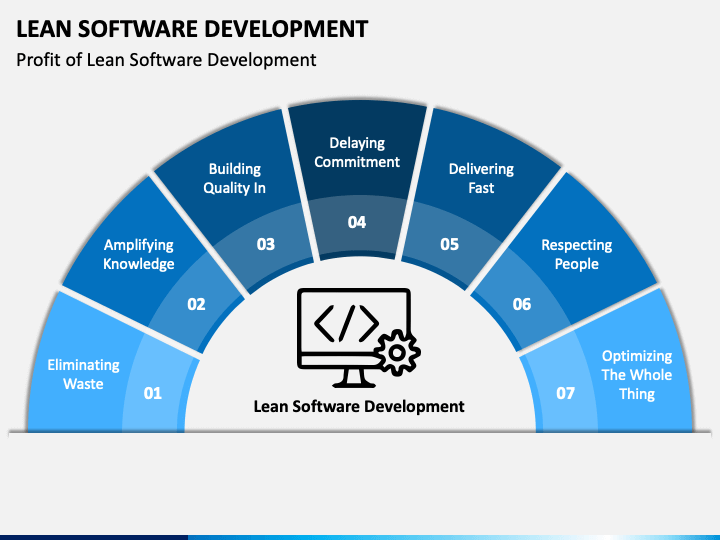 LEAN SOFTWARE DEVELOPMENT
Profit of Lean Software Development
Eliminating
Waste
01
Amplifying
Knowledge
02
Building
Quality In
03
Delaying
Commitment
04
Delivering
Fast
05
Respecting
People
06
Optimizing
The Whole
Thing
07
</>
Lean Software Development